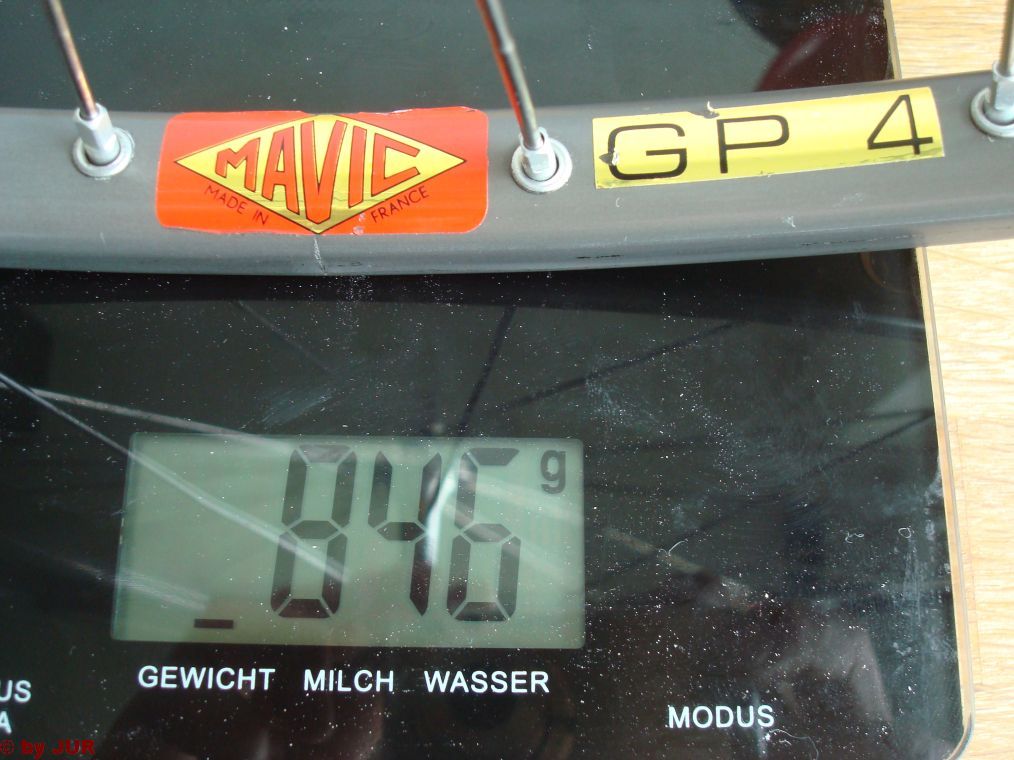 MAVIC
MADE IN FRANCE
GP 4
846 g
GEWICHT MILCH WASSER
MODUS
US
A
© by JUR